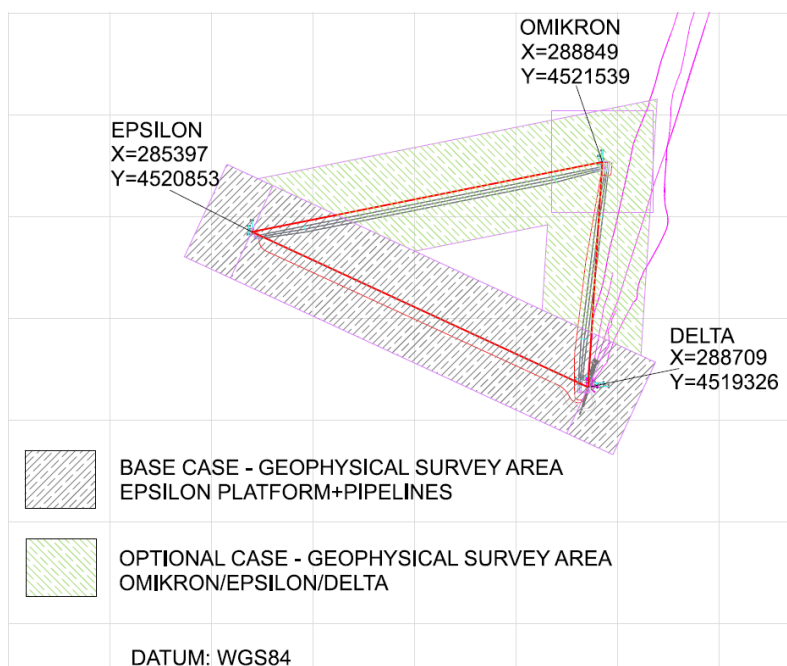 OMIKRON
X=288849
Y=4521539
EPSILON
X=285397
Y=4520853
DELTA
X=288709
Y=4519326
BASE CASE - GEOPHYSICAL SURVEY AREA
EPSILON PLATFORM+PIPELINES
OPTIONAL CASE - GEOPHYSICAL SURVEY AREA
OMIKRON/EPSILON/DELTA
DATUM: WGS84